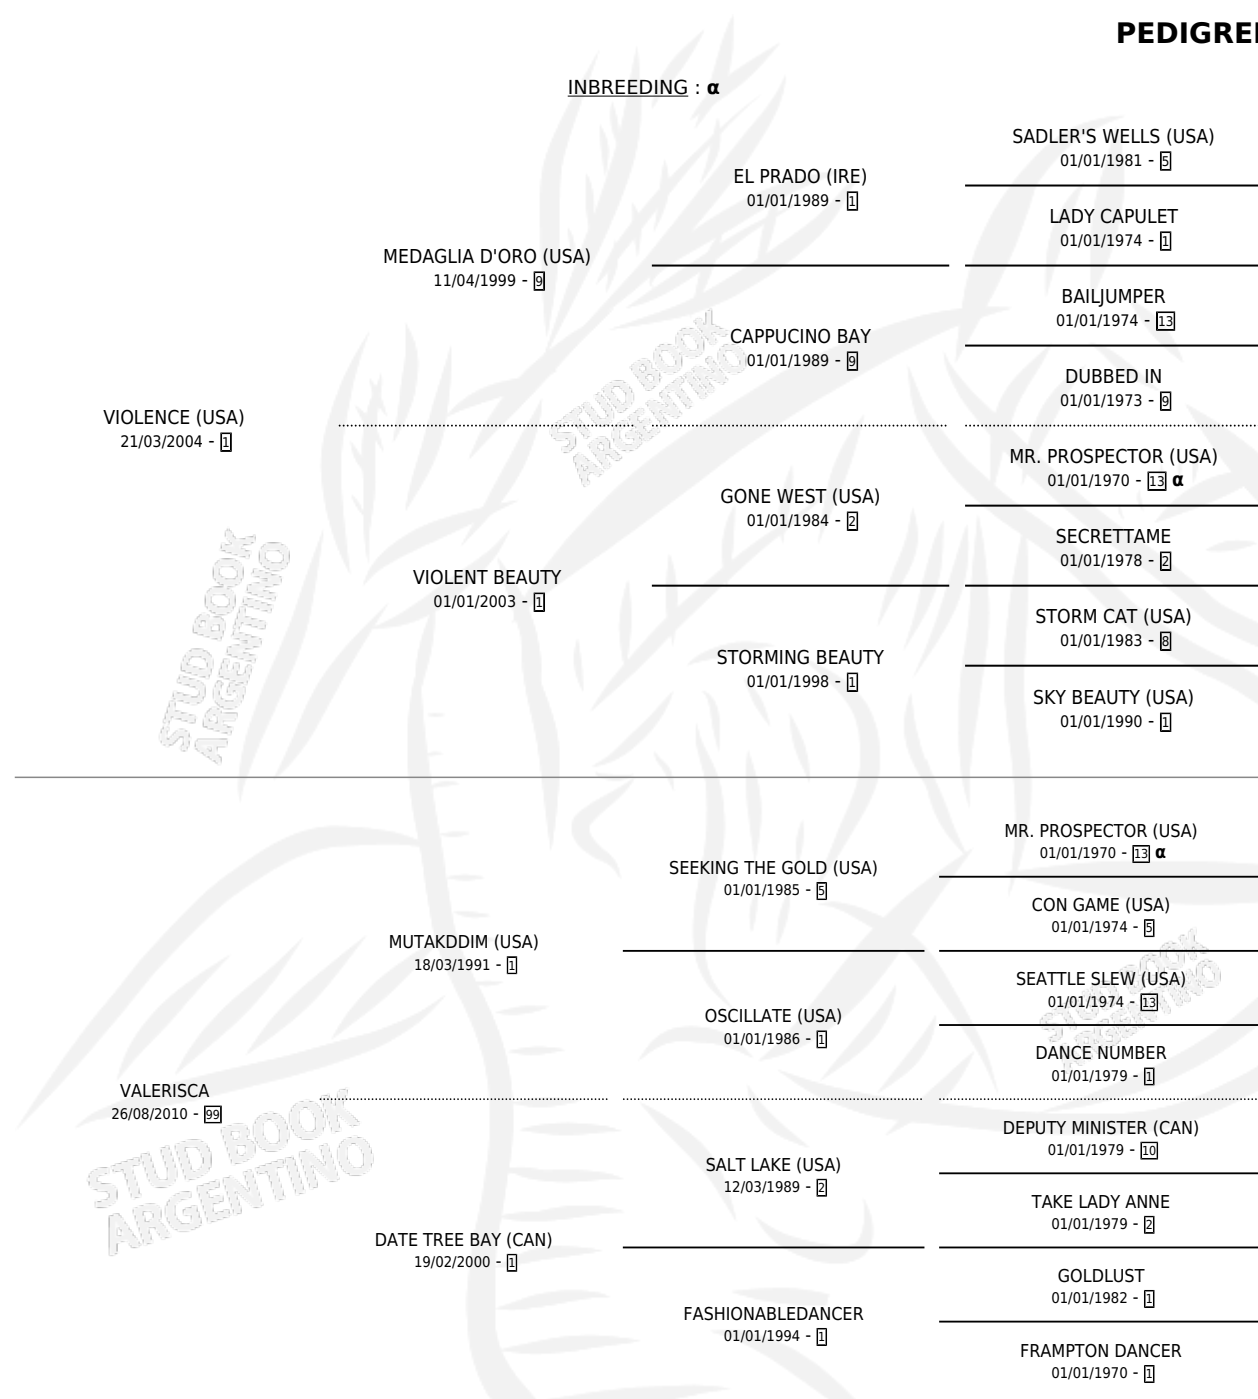 PEDIGREE
INBREEDING : α
SADLER'S WELLS (USA)
01/01/1981 - 5
EL PRADO (IRE)
01/01/1989 - 1
LADY CAPULET
01/01/1974 - 1
MEDAGLIA D'ORO (USA)
11/04/1999 - 9
BAILJUMPER
01/01/1974 - 13
CAPPUCINO BAY
01/01/1989 - 9
DUBBED IN
01/01/1973 - 9
VIOLENCE (USA)
21/03/2004 - 1
MR. PROSPECTOR (USA)
01/01/1970 - 13 α
GONE WEST (USA)
01/01/1984 - 2
SECRETTAME
01/01/1978 - 2
VIOLENT BEAUTY
01/01/2003 - 1
STORM CAT (USA)
01/01/1983 - 8
STORMING BEAUTY
01/01/1998 - 1
SKY BEAUTY (USA)
01/01/1990 - 1
MR. PROSPECTOR (USA)
01/01/1970 - 13 α
SEEKING THE GOLD (USA)
01/01/1985 - 5
CON GAME (USA)
01/01/1974 - 5
MUTAKDDIM (USA)
18/03/1991 - 1
SEATTLE SLEW (USA)
01/01/1974 - 13
OSCILLATE (USA)
01/01/1986 - 1
DANCE NUMBER
01/01/1979 - 1
VALERISCA
26/08/2010 - 99
DEPUTY MINISTER (CAN)
01/01/1979 - 10
SALT LAKE (USA)
12/03/1989 - 2
TAKE LADY ANNE
01/01/1979 - 2
DATE TREE BAY (CAN)
19/02/2000 - 1
GOLDLUST
01/01/1982 - 1
FASHIONABLEDANCER
01/01/1994 - 1
FRAMPTON DANCER
01/01/1970 - 1
STUD BOOK
ARGENTINO
STUD BOOK
ARGENTINO
STUD BOOK
ARGENTINO
STUD BOOK
ARGENTINO